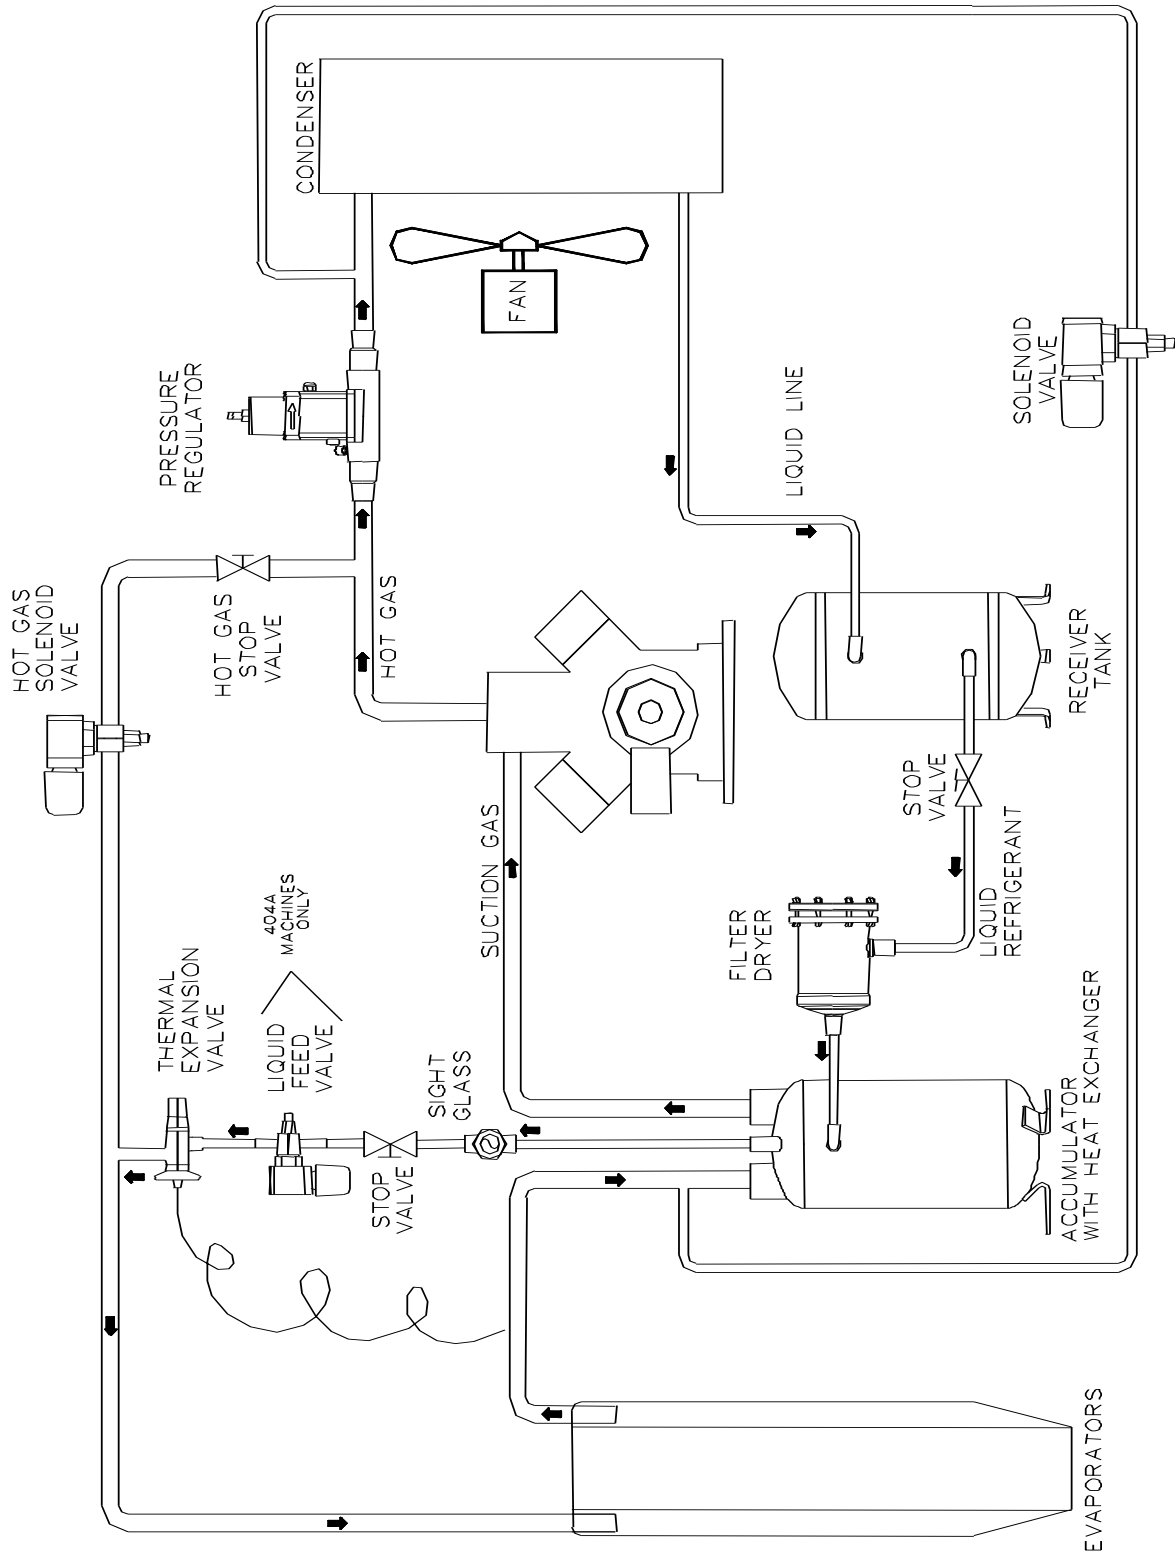 HOT GAS
SOLENOID
VALVE
THERMAL
EXPANSION
VALVE
PRESSURE
REGULATOR
HOT GAS
STOP
VALVE
404A
MACHINES
ONLY
LIQUID
FEED
VALVE
CONDENSER
HOT GAS
STOP
VALVE
SIGHT
GLASS
SUCTION GAS
FAN
FILTER
DRYER
LIQUID LINE
STOP
VALVE
LIQUID
REFRIGERANT
SOLENOID
VALVE
RECEIVER
TANK
ACCUMULATOR
WITH HEAT EXCHANGER
EVAPORATORS